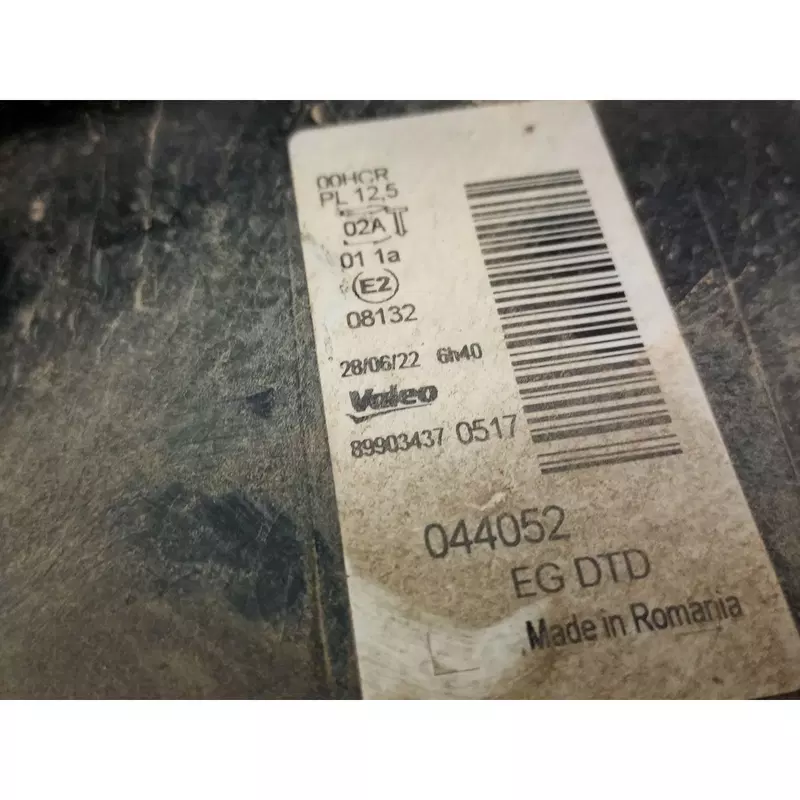 00HCR
PL 12,5
02A
01 1a
E2
08132
28/06/22 6h40
Valeo
89903437 0517
044052
EG DTD
Made in Romania